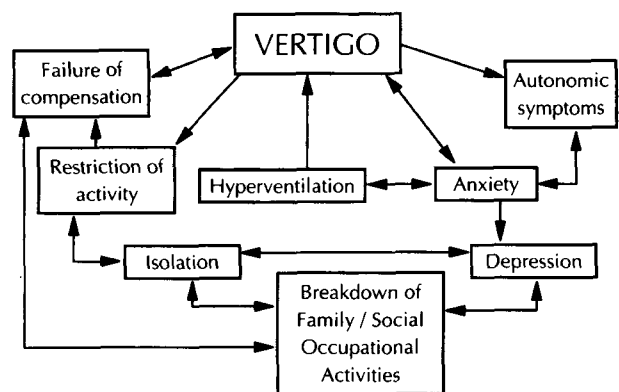 VERTIGO
Failure of
compensation
Autonomic
symptoms
Restriction of
activity
Hyperventilation
Anxiety
Isolation
Depression
Breakdown of
Family / Social
Occupational
Activities